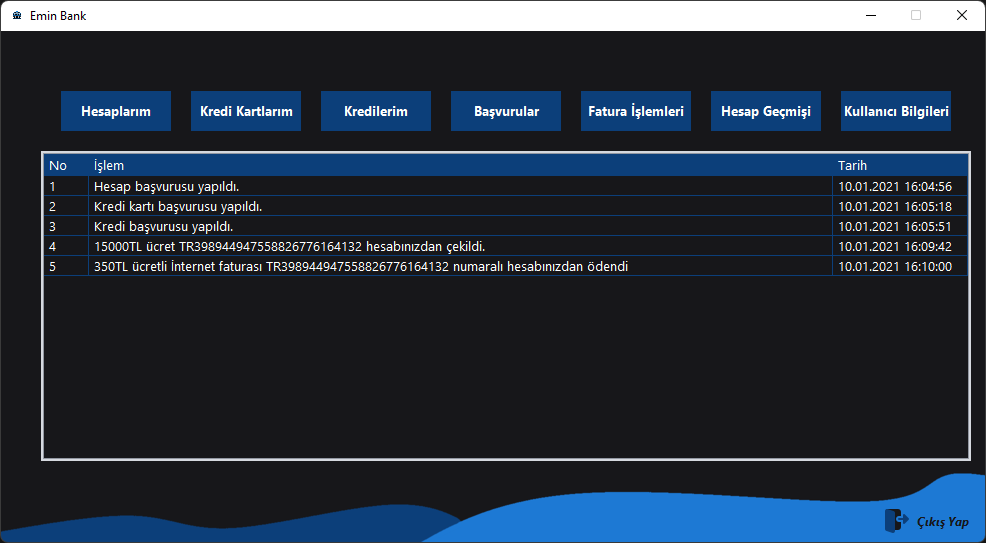 Emin Bank
Hesaplarım Kredi Kartlarım Kredilerim Başvurular Fatura İşlemleri Hesap Geçmişi Kullanıcı Bilgileri
No İşlem Tarih
1 Hesap başvurusu yapıldı. 10.01.2021 16:04:56
2 Kredi kartı başvurusu yapıldı. 10.01.2021 16:05:18
3 Kredi başvurusu yapıldı. 10.01.2021 16:05:51
4 15000TL ücret TR398944947558826776164132 hesabınızdan çekildi. 10.01.2021 16:09:42
5 350TL ücretli İnternet faturası TR398944947558826776164132 numaralı hesabınızdan ödendi 10.01.2021 16:10:00
Çıkış Yap